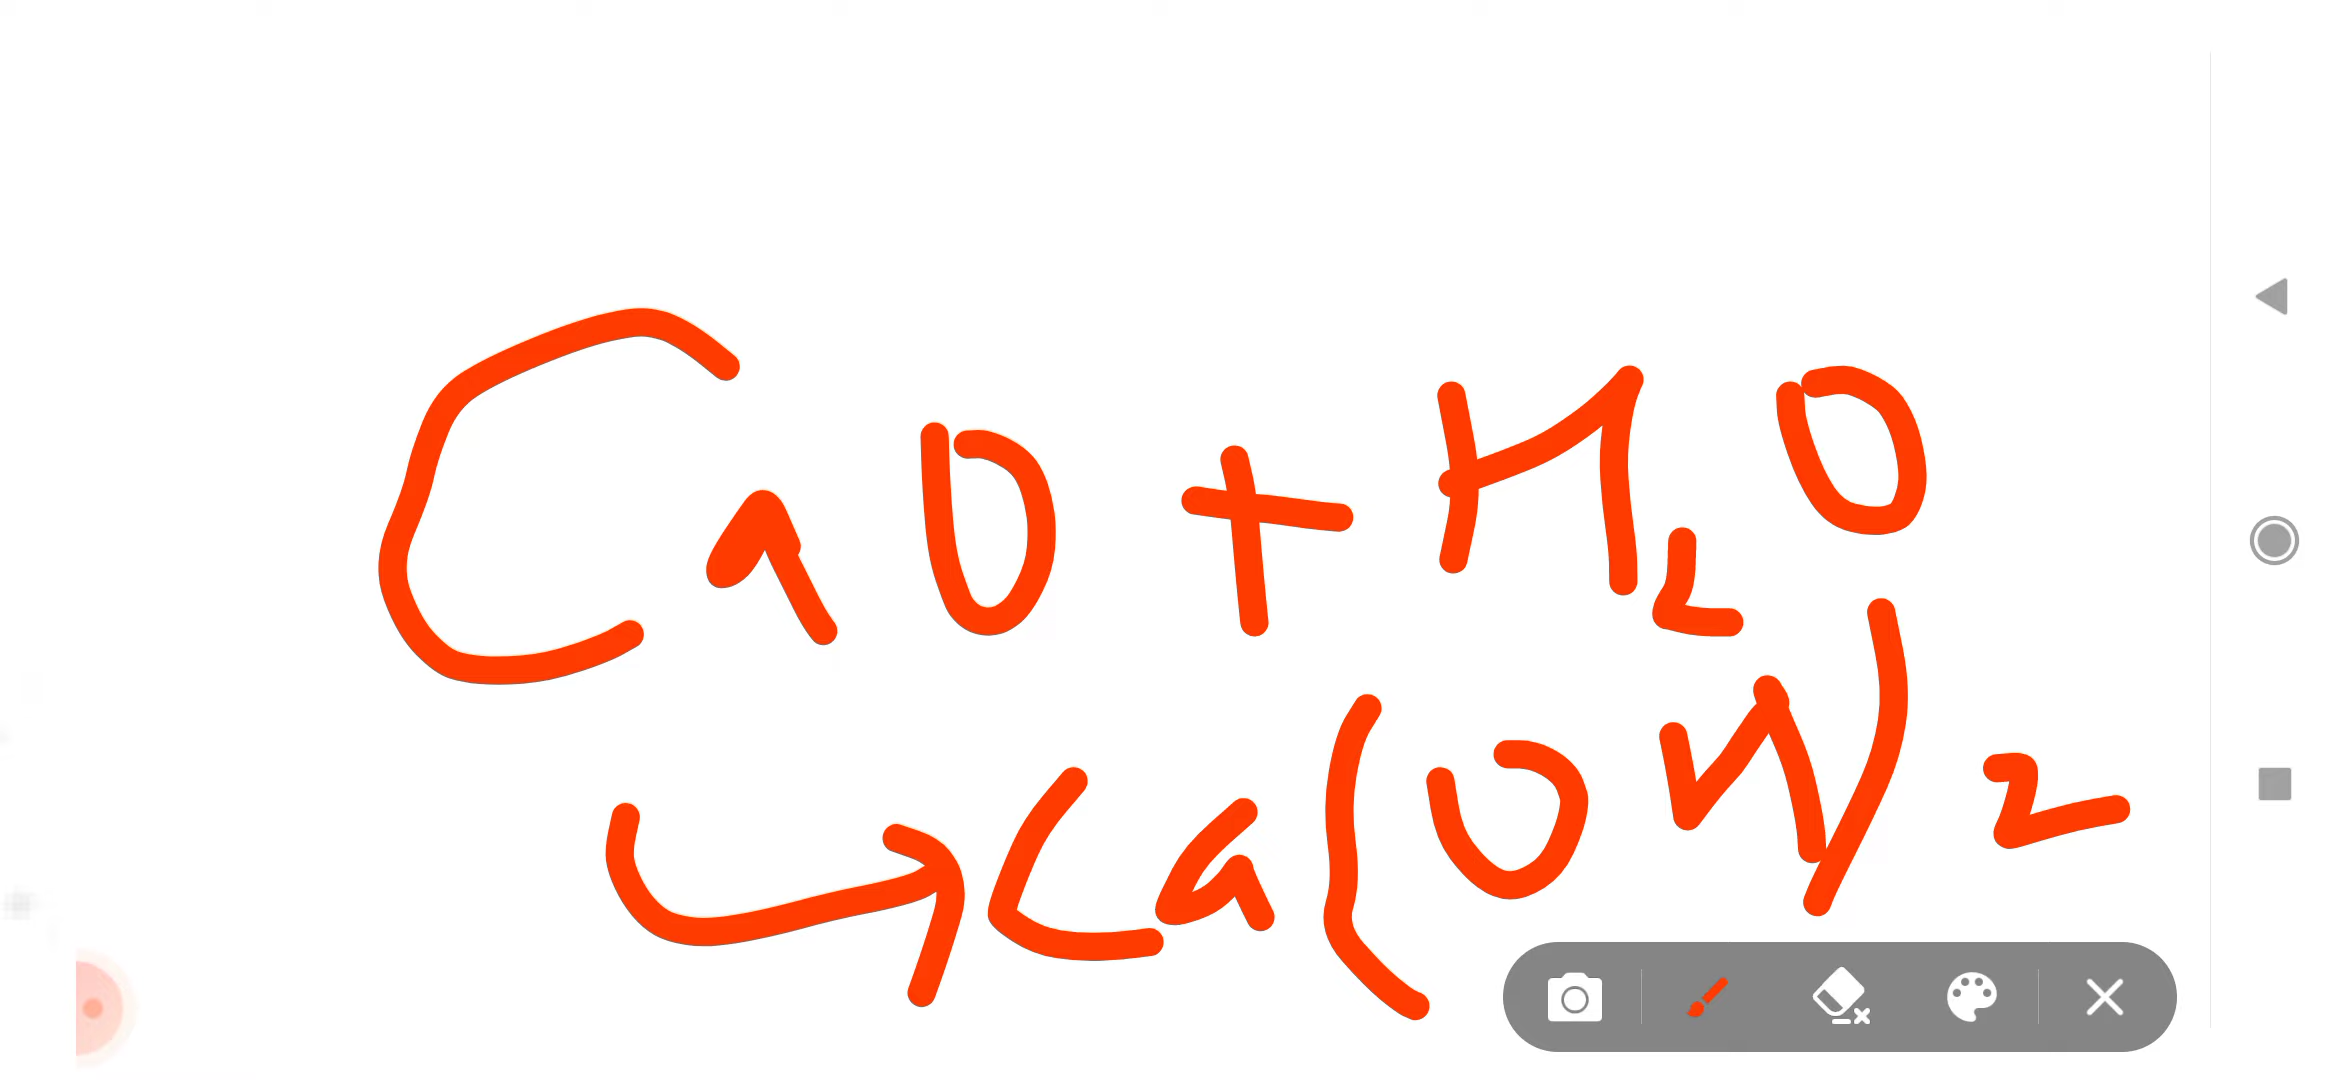 CaO + H₂O
→ Ca(OH)₂